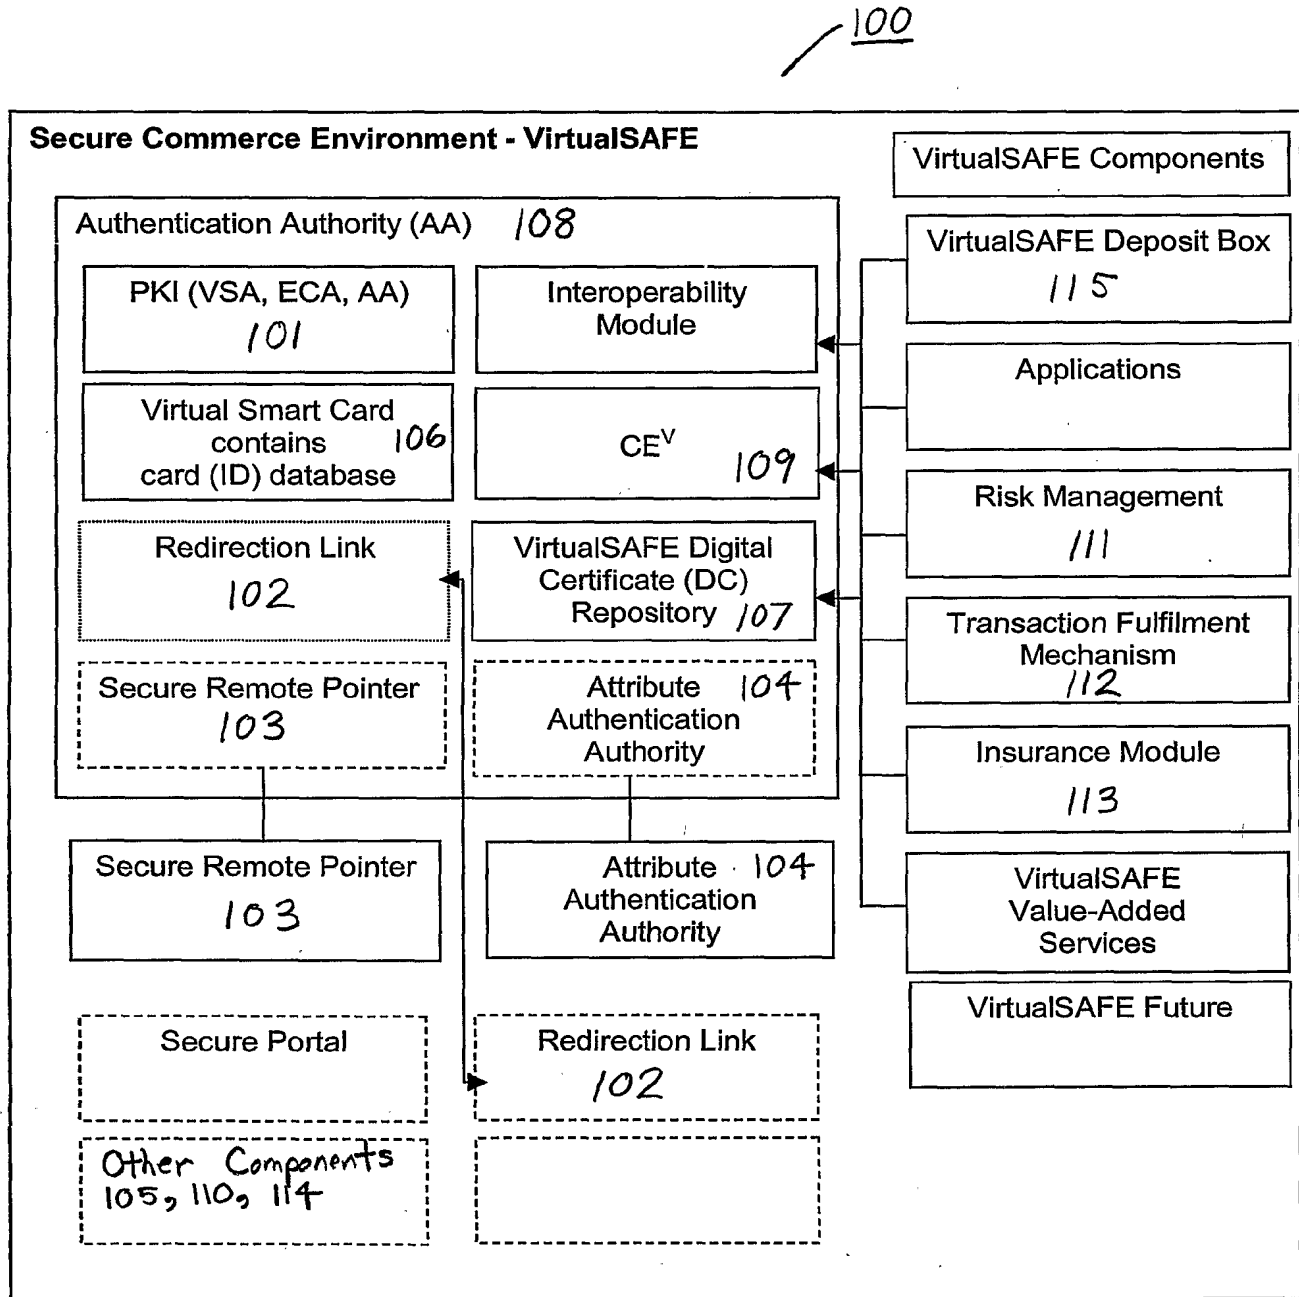 100
Secure Commerce Environment - VirtualSAFE
VirtualSAFE Components
Authentication Authority (AA) 108
PKI (VSA, ECA, AA)
101
Interoperability
Module
Virtual Smart Card
contains 106
card (ID) database
CE^V
109
Redirection Link
102
VirtualSAFE Digital
Certificate (DC)
Repository 107
Secure Remote Pointer
103
Attribute 104
Authentication
Authority
Secure Remote Pointer
103
Attribute 104
Authentication
Authority
Secure Portal
Redirection Link
102
Other Components
105, 110, 114
VirtualSAFE Deposit Box
115
Applications
Risk Management
111
Transaction Fulfilment
Mechanism
112
Insurance Module
113
VirtualSAFE
Value-Added
Services
VirtualSAFE Future